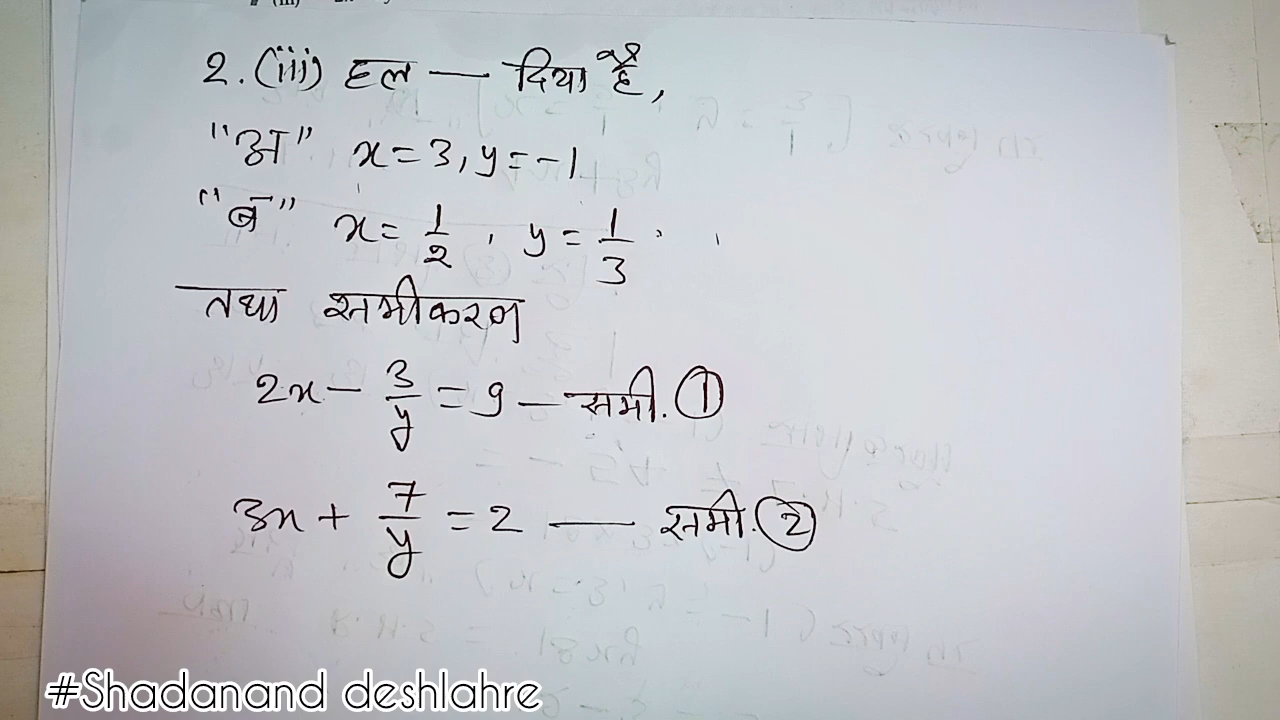 2. (iii) हल — दिया है,
"अ" x = 3, y = -1
"ब" x = 1/2, y = 1/3
तथा समीकरण
2x - 3/y = 9 — समी. ①
3x + 7/y = 2 — समी. ②
#Shadanand deshlahre